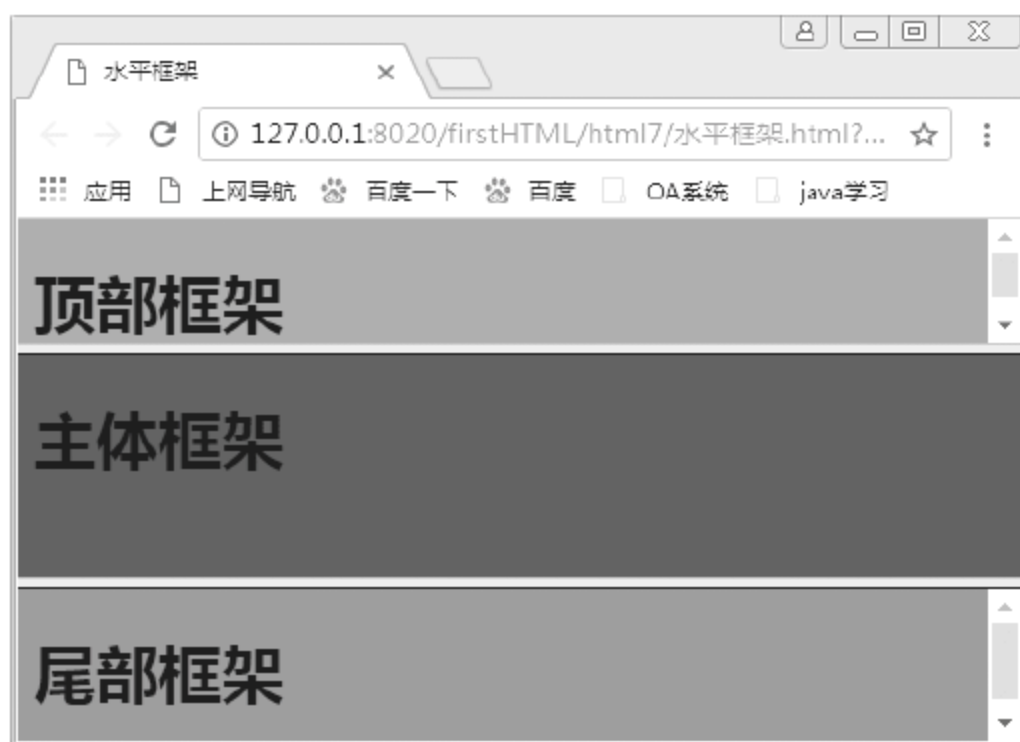 水平框架
127.0.0.1:8020/firstHTML/html7/水平框架.html?...
应用 上网导航 百度一下 百度 OA系统 java学习
顶部框架
主体框架
尾部框架